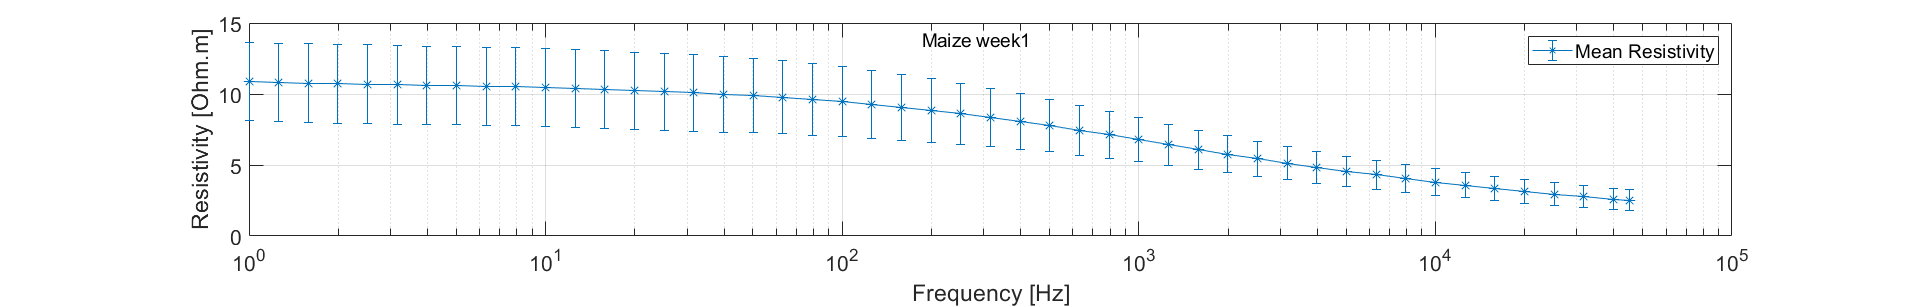 Maize week1
Mean Resistivity
Resistivity [Ohm.m]
15
10
5
0
10^0 10^1 10^2 10^3 10^4 10^5
Frequency [Hz]